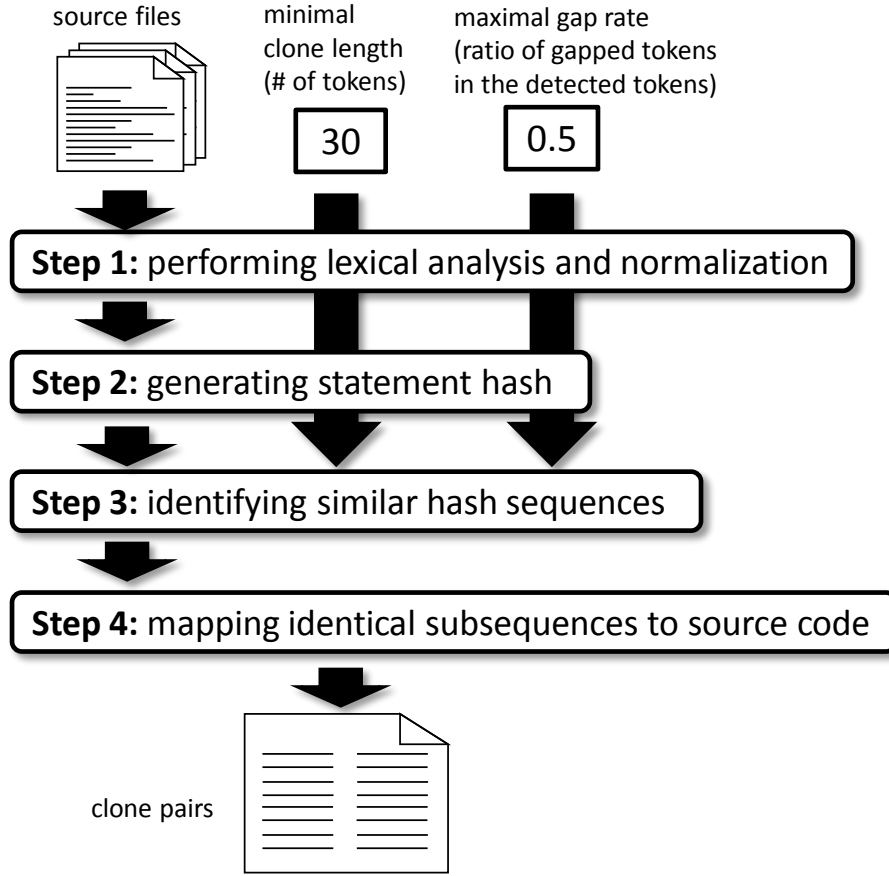 source files
minimal
clone length
(# of tokens)
maximal gap rate
(ratio of gapped tokens
in the detected tokens)
30
0.5
Step 1: performing lexical analysis and normalization
Step 2: generating statement hash
Step 3: identifying similar hash sequences
Step 4: mapping identical subsequences to source code
clone pairs